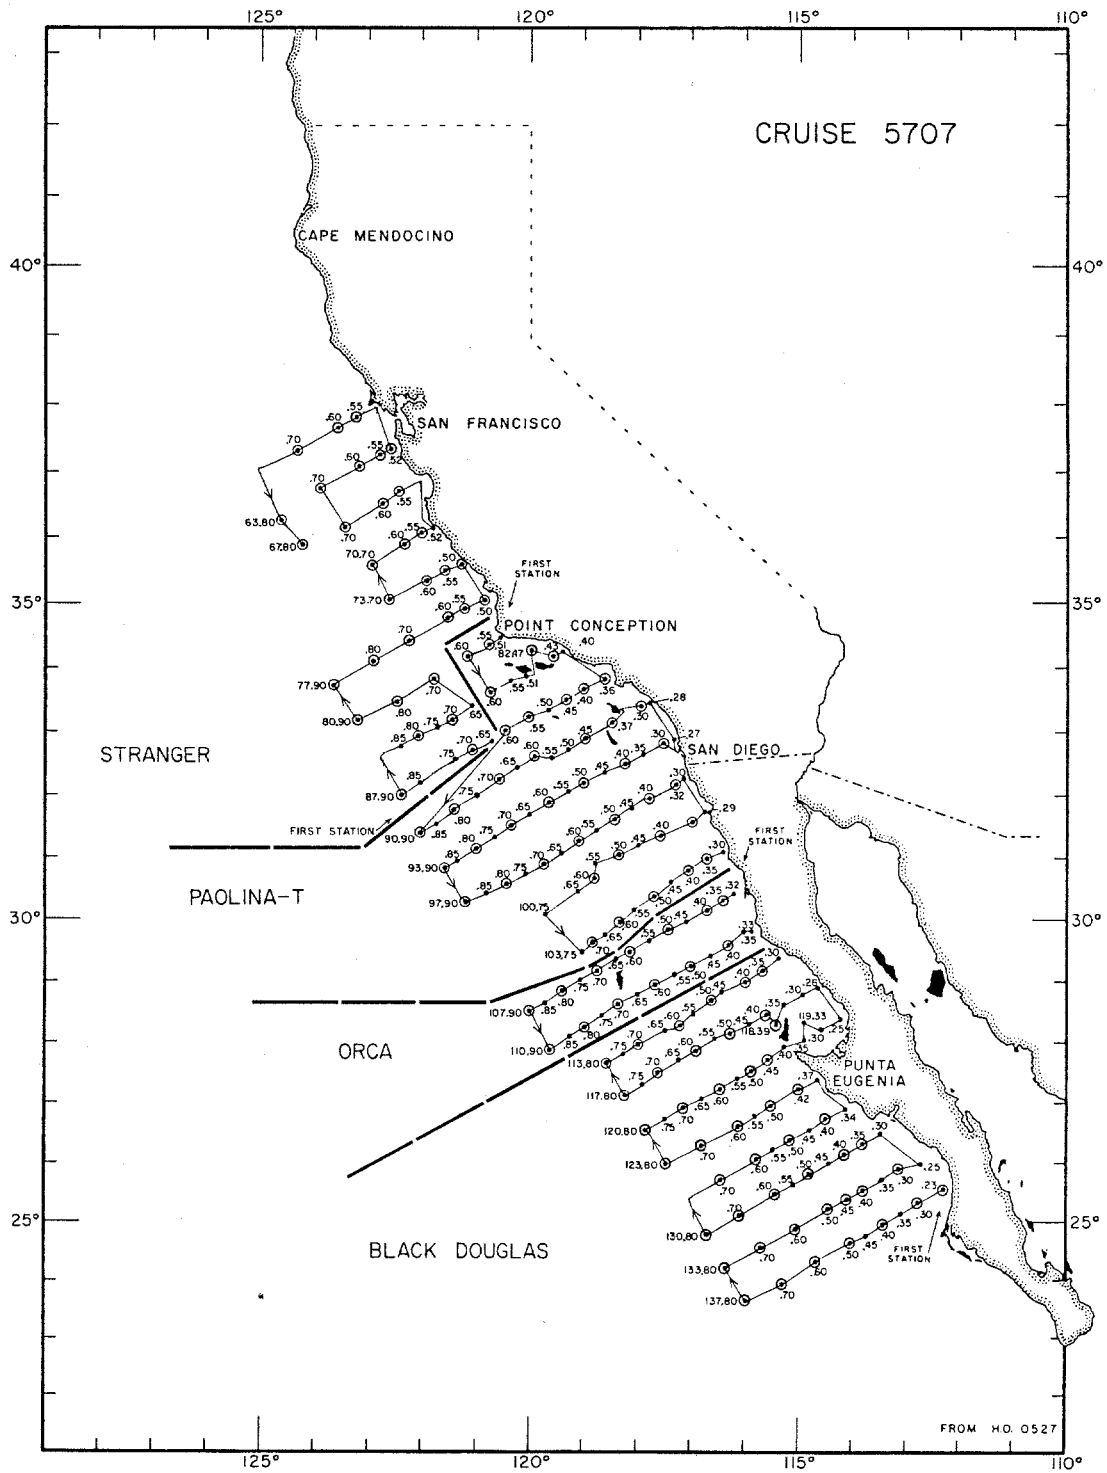 125° 120° 115° 110°
CRUISE 5707
CAPE MENDOCINO
40° 40°
.55
.60
.70
SAN FRANCISCO
.55
.60 .52
.70
.55
63,80 .60
.70
67,80 .60 .52
70,70 .50
FIRST
STATION
.55
.60
73,70
35° 35°
.55
.60 .50
POINT CONCEPTION
.70
.80
.60 .55 .51 82,47 .43 .40
77,90
.70 .60 .55 .51 .36
80,90 .80 .70 .65
.50 .45 .40 .28
.85 .80 .75 .60 .37 .30 .27
STRANGER
.85 .75 .65 .65 .55 .50 .45 .40 .35 .30
SAN DIEGO
87,90 .70
FIRST STATION
90,90 .85 .80 .75 .70 .65 .60 .55 .50 .45 .40 .32 .30
.29
93,90 .85 .80 .75 .70 .65 .60 .55 .50 .45 .40
FIRST
STATION
PAOLINA-T
97,90 .85 .80 .75 .70 .65 .60 .55 .50 .45 .40 .35 .30
100,75 .65 .60 .55
30° 30°
103,75 .70 .65 .60 .55 .50 .45 .40 .35 .32
107,90 .85 .80 .75 .70 .65 .60 .55 .50 .45 .40 .35 .33
ORCA
110,90 .85 .80 .75 .70 .65 .60 .55 .50 .45 .40 .35 .30
113,80 .75 .70 .65 .60 .55 .50 118,39 .35 .30 119,33 .25
117,80 .75 .70 .65 .60 .55 .50 .45 .40 .35 .30
PUNTA
EUGENIA
120,80 .70 .60 .55 .50 .42 .37
123,80 .70 .60 .55 .50 .45 .40 .34
.70 .60 .55 .50 .45 .40 .35 .30
25° 25°
130,80 .70 .60 .50 .45 .40 .35 .30 .25
BLACK DOUGLAS
133,80 .70 .60 .50 .45 .40 .35 .30 .23
FIRST
STATION
137,80 .70
FROM H.O. 0527
125° 120° 115° 110°